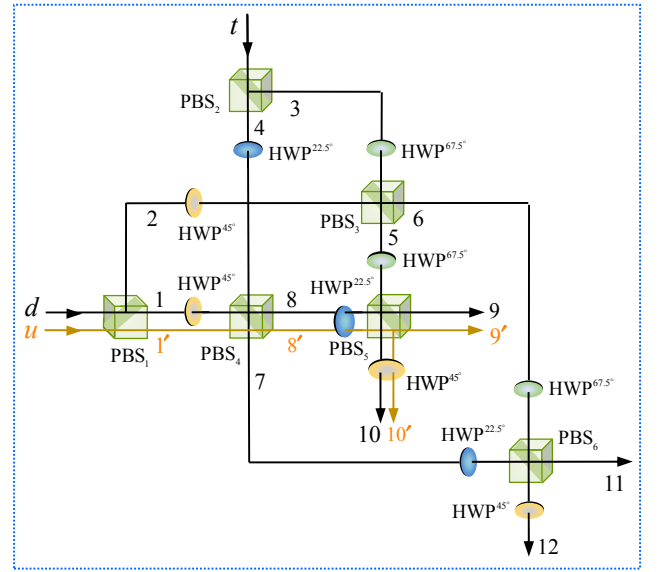 t
PBS₂
3
4
HWP²²·⁵°
HWP⁶⁷·⁵°
2
HWP⁴⁵°
PBS₃
6
5
HWP⁶⁷·⁵°
HWP⁴⁵°
HWP²²·⁵°
d
1
8
9
u
1′
8′
9′
PBS₁
PBS₄
PBS₅
7
HWP⁴⁵°
10
10′
HWP⁶⁷·⁵°
HWP²²·⁵°
PBS₆
11
HWP⁴⁵°
12